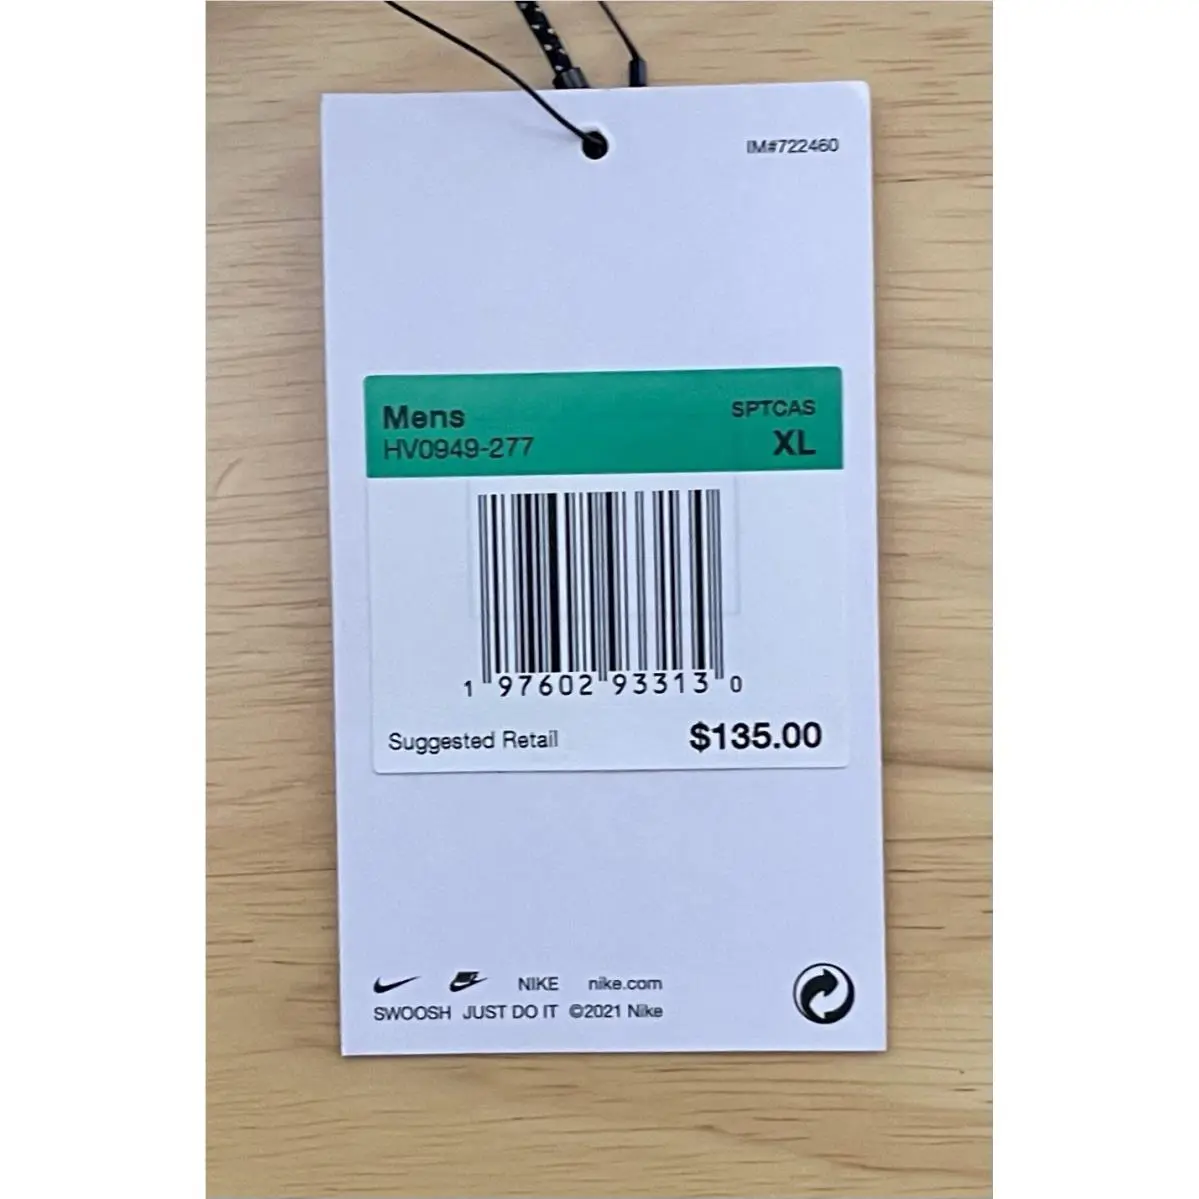 IM#722460
Mens SPTCAS
HV0949-277 XL
1 97602 93313 0
Suggested Retail $135.00
NIKE nike.com
SWOOSH JUST DO IT ©2021 Nike